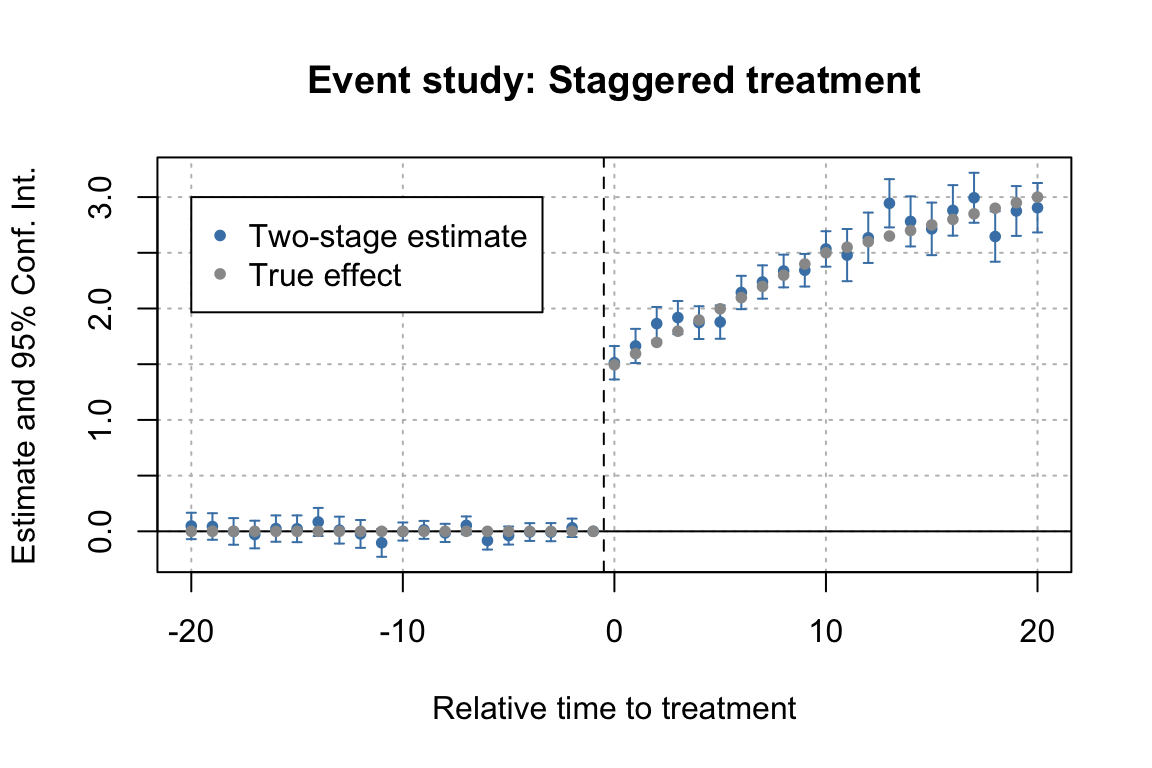 Event study: Staggered treatment
Estimate and 95% Conf. Int.
3.0
2.0
1.0
0.0
Two-stage estimate
True effect
-20 -10 0 10 20
Relative time to treatment